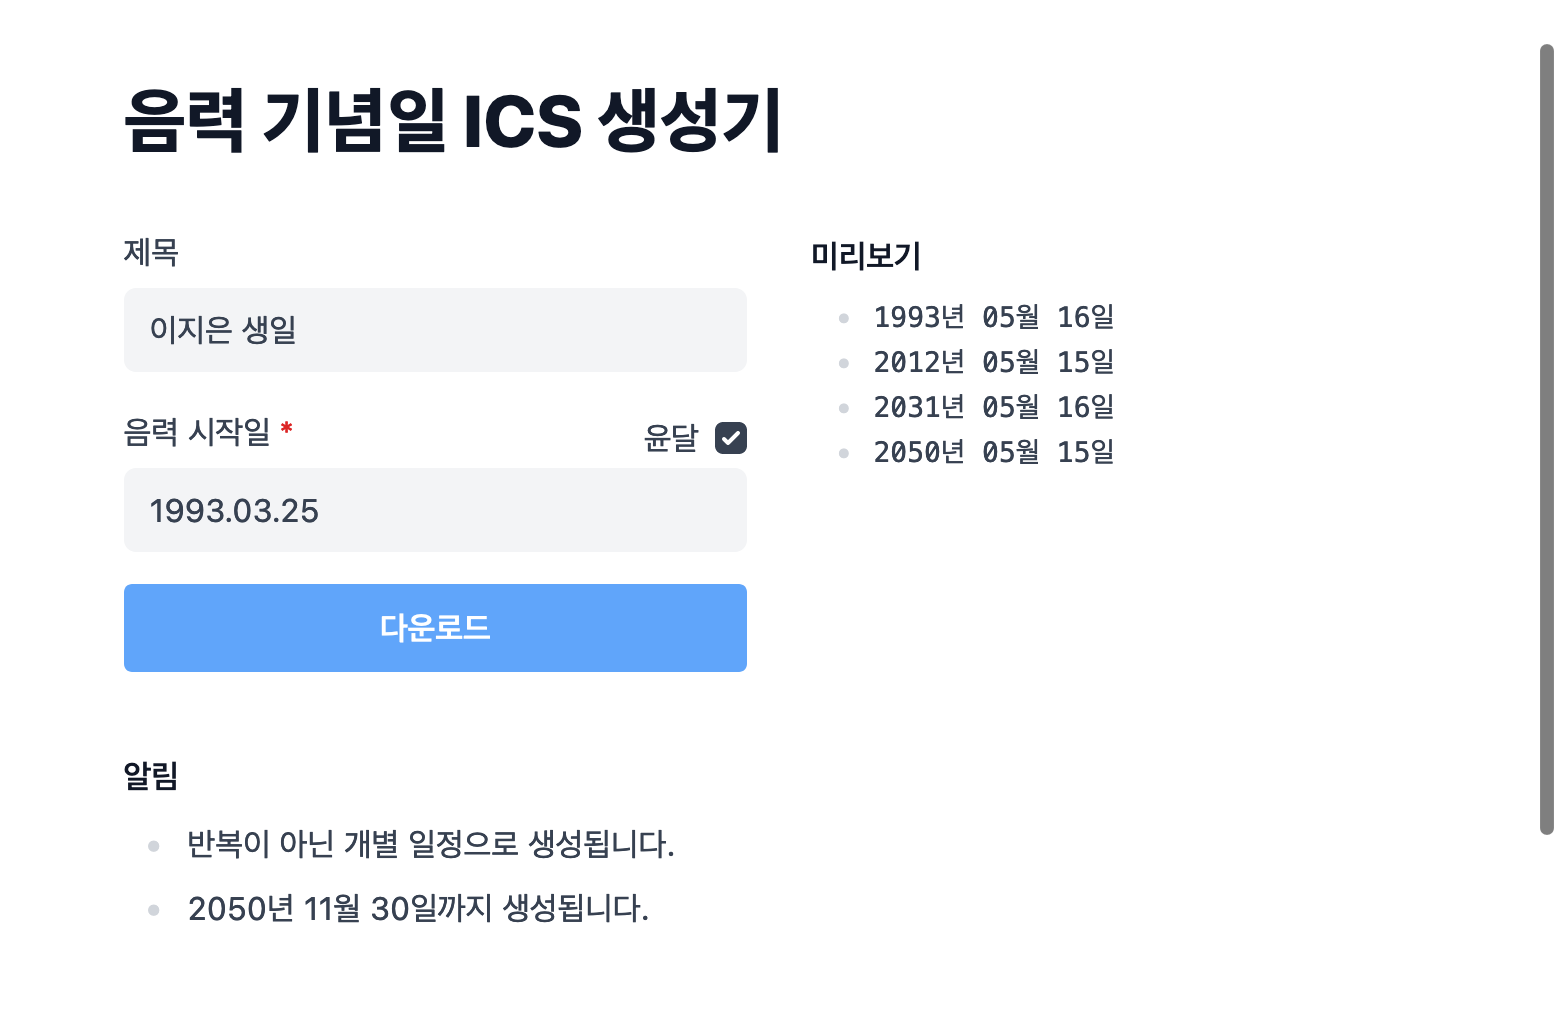 음력 기념일 ICS 생성기
제목
이지은 생일
음력 시작일 *
윤달
1993.03.25
다운로드
미리보기
1993년 05월 16일
2012년 05월 15일
2031년 05월 16일
2050년 05월 15일
알림
반복이 아닌 개별 일정으로 생성됩니다.
2050년 11월 30일까지 생성됩니다.